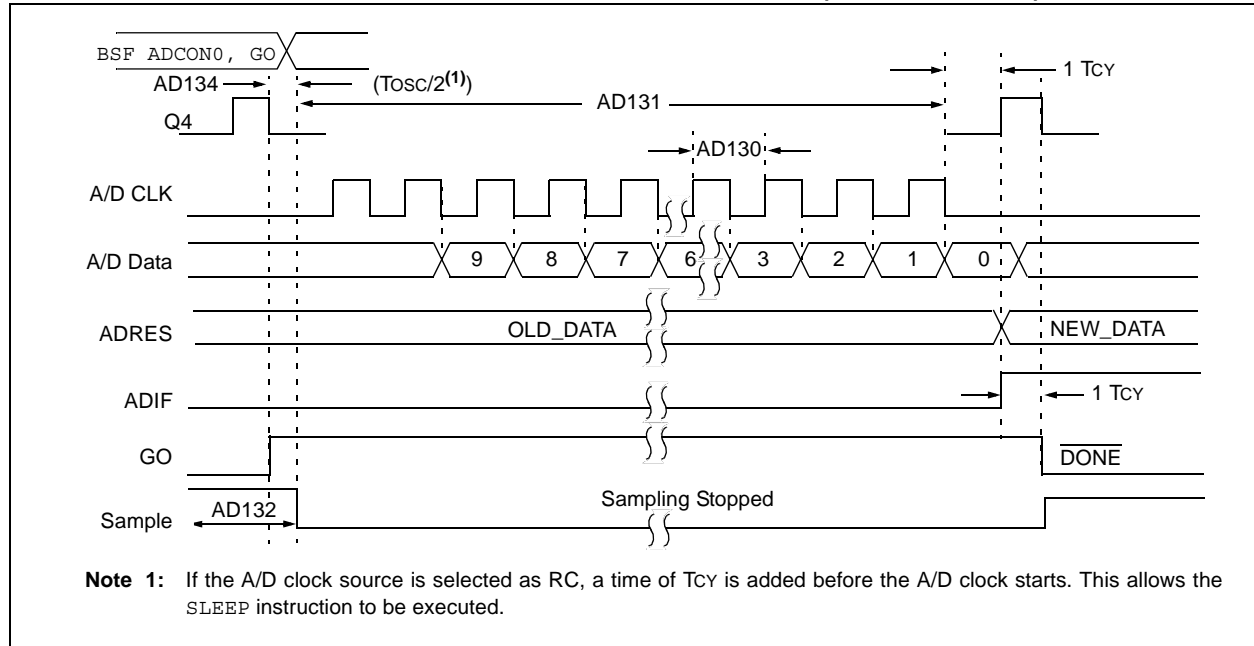 BSF ADCON0, GO
AD134 (TOSC/2(1)) 1 TCY
AD131
Q4
AD130
A/D CLK
A/D Data 9 8 7 6 3 2 1 0
ADRES OLD_DATA NEW_DATA
ADIF 1 TCY
GO DONE
Sample AD132 Sampling Stopped
Note 1: If the A/D clock source is selected as RC, a time of TCY is added before the A/D clock starts. This allows the
SLEEP instruction to be executed.